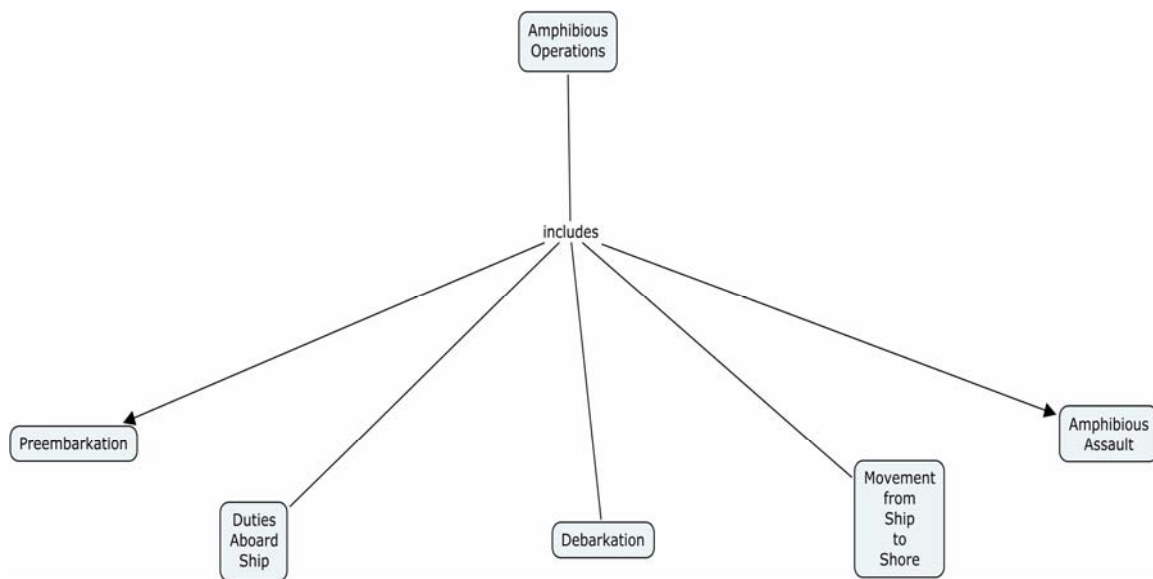 Amphibious
Operations
includes
Preembarkation
Duties
Aboard
Ship
Debarkation
Movement
from
Ship
to
Shore
Amphibious
Assault